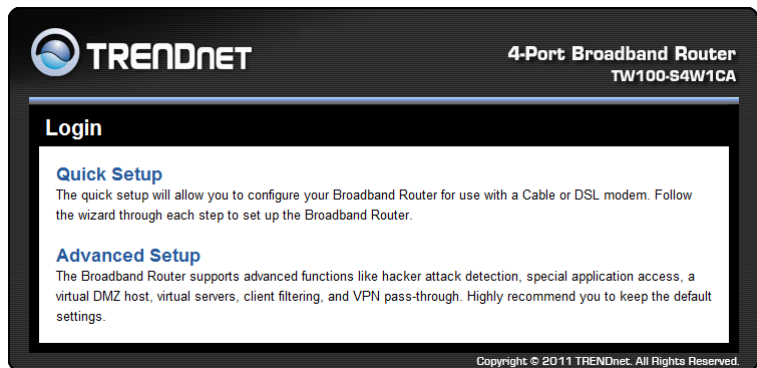 TRENDnet
4-Port Broadband Router
TW100-S4W1CA
Login
Quick Setup
The quick setup will allow you to configure your Broadband Router for use with a Cable or DSL modem. Follow
the wizard through each step to set up the Broadband Router.
Advanced Setup
The Broadband Router supports advanced functions like hacker attack detection, special application access, a
virtual DMZ host, virtual servers, client filtering, and VPN pass-through. Highly recommend you to keep the default
settings.
Copyright © 2011 TRENDnet. All Rights Reserved.